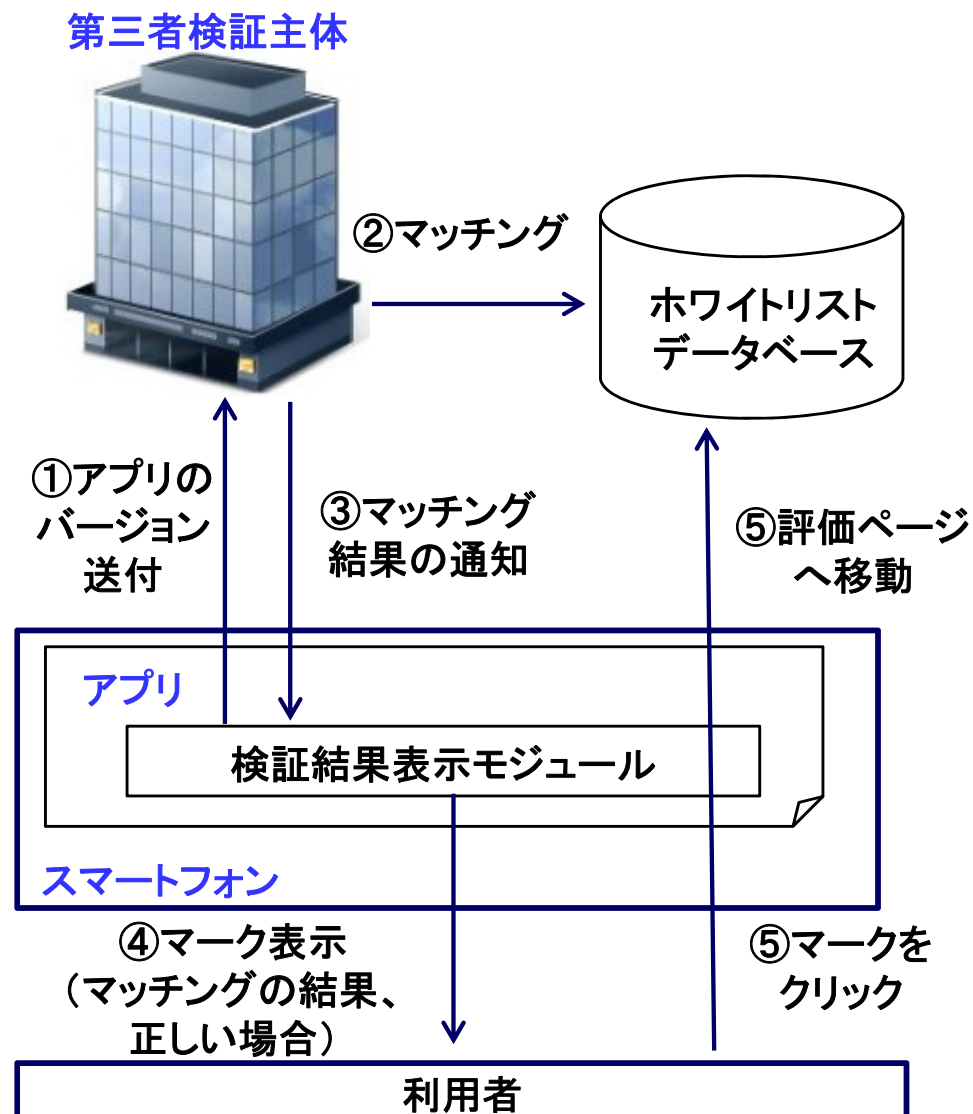 第三者検証主体
②マッチング
ホワイトリスト
データベース
①アプリの
バージョン
送付
③マッチング
結果の通知
⑤評価ページ
へ移動
アプリ
検証結果表示モジュール
スマートフォン
④マーク表示
（マッチングの結果、
正しい場合）
⑤マークを
クリック
利用者